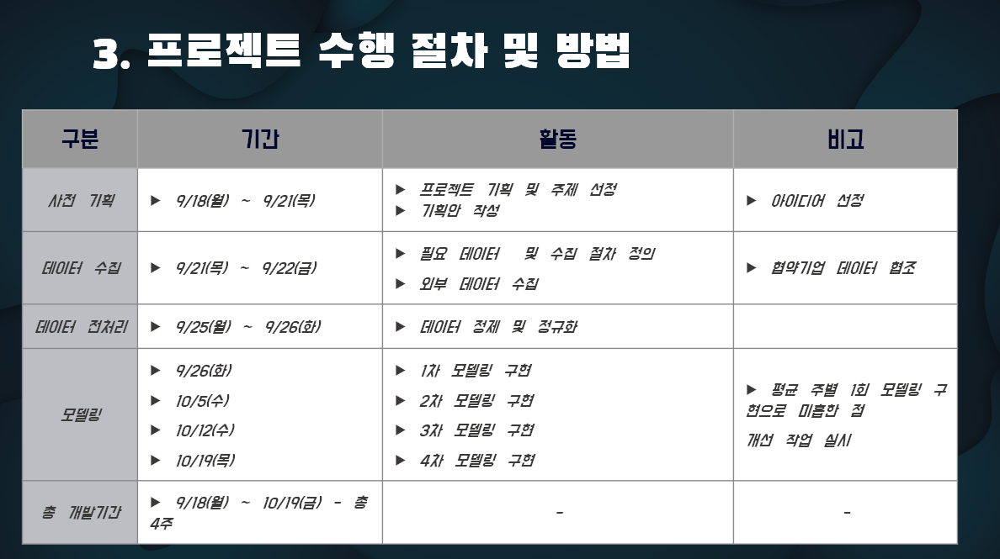 3. 프로젝트 수행 절차 및 방법
구분 기간 활동 비고
사전 기획
▶ 9/18(월) ~ 9/21(목)
▶ 프로젝트 기획 및 주제 선정
▶ 기획안 작성
▶ 아이디어 선정
데이터 수집
▶ 9/21(목) ~ 9/22(금)
▶ 필요 데이터 및 수집 절차 정의
▶ 외부 데이터 수집
▶ 협약기업 데이터 협조
데이터 전처리
▶ 9/25(월) ~ 9/26(화)
▶ 데이터 정제 및 정규화
모델링
▶ 9/26(화)
▶ 10/5(수)
▶ 10/12(수)
▶ 10/19(목)
▶ 1차 모델링 구현
▶ 2차 모델링 구현
▶ 3차 모델링 구현
▶ 4차 모델링 구현
▶ 평균 주별 1회 모델링 구
현으로 미흡한 점
개선 작업 실시
총 개발기간
▶ 9/18(월) ~ 10/19(금) - 총
4주
-
-